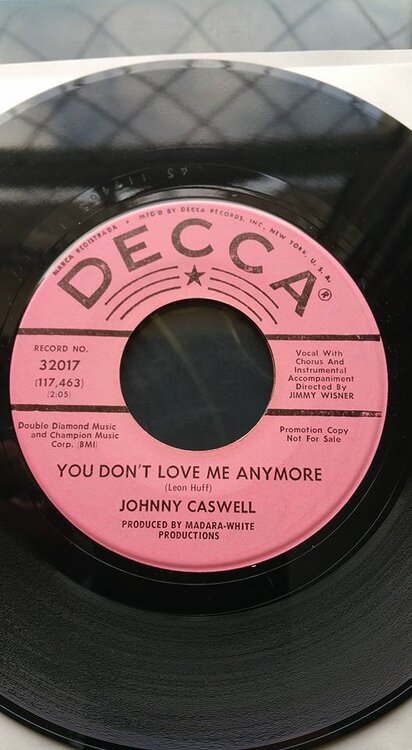 MARCA REGISTRADA • MFG'D BY DECCA RECORDS, INC., NEW YORK, U.S.A.
DECCA®
RECORD NO.
32017
(117,463)
(2:05)
Vocal With
Chorus And
Instrumental
Accompaniment
Directed By
JIMMY WISNER
Double Diamond Music
and Champion Music
Corp. (BMI)
Promotion Copy
Not For Sale
YOU DON'T LOVE ME ANYMORE
(Leon Huff)
JOHNNY CASWELL
PRODUCED BY MADARA-WHITE
PRODUCTIONS